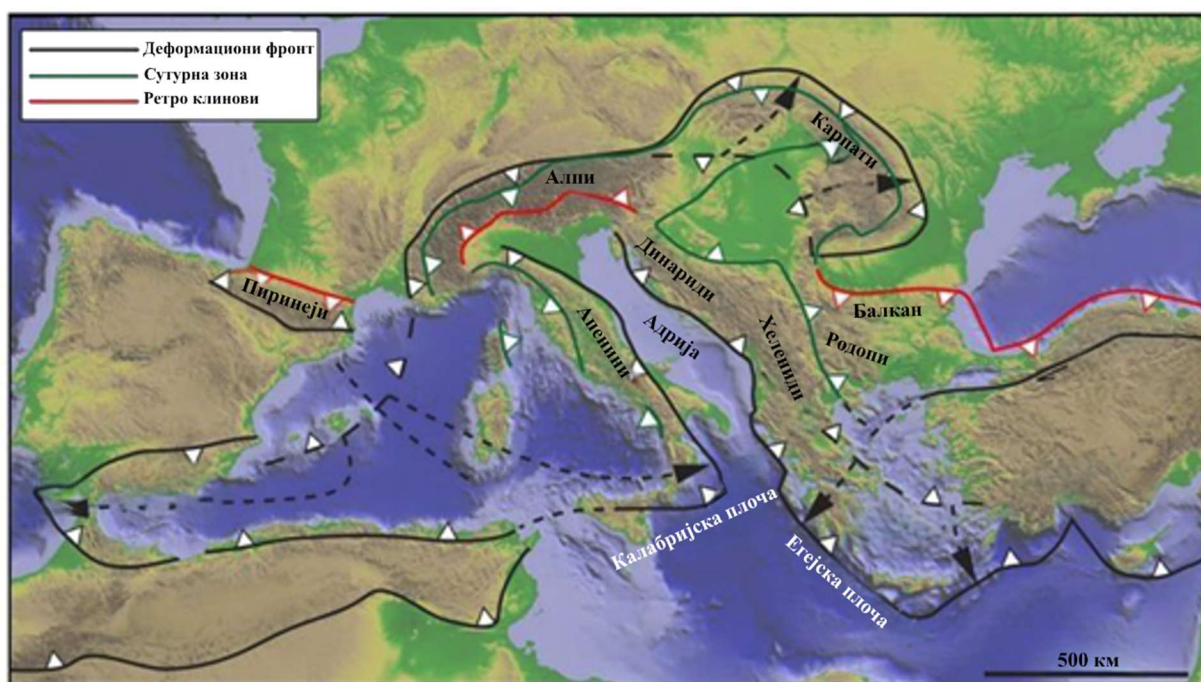 Деформациони фронт
Сутурна зона
Ретро клинови
Карпати
Алпи
Динариди
Пиринеји
Балкан
Апенини
Адрија
Хелениди
Родопи
Калабријска плоча
Егејска плоча
500 км